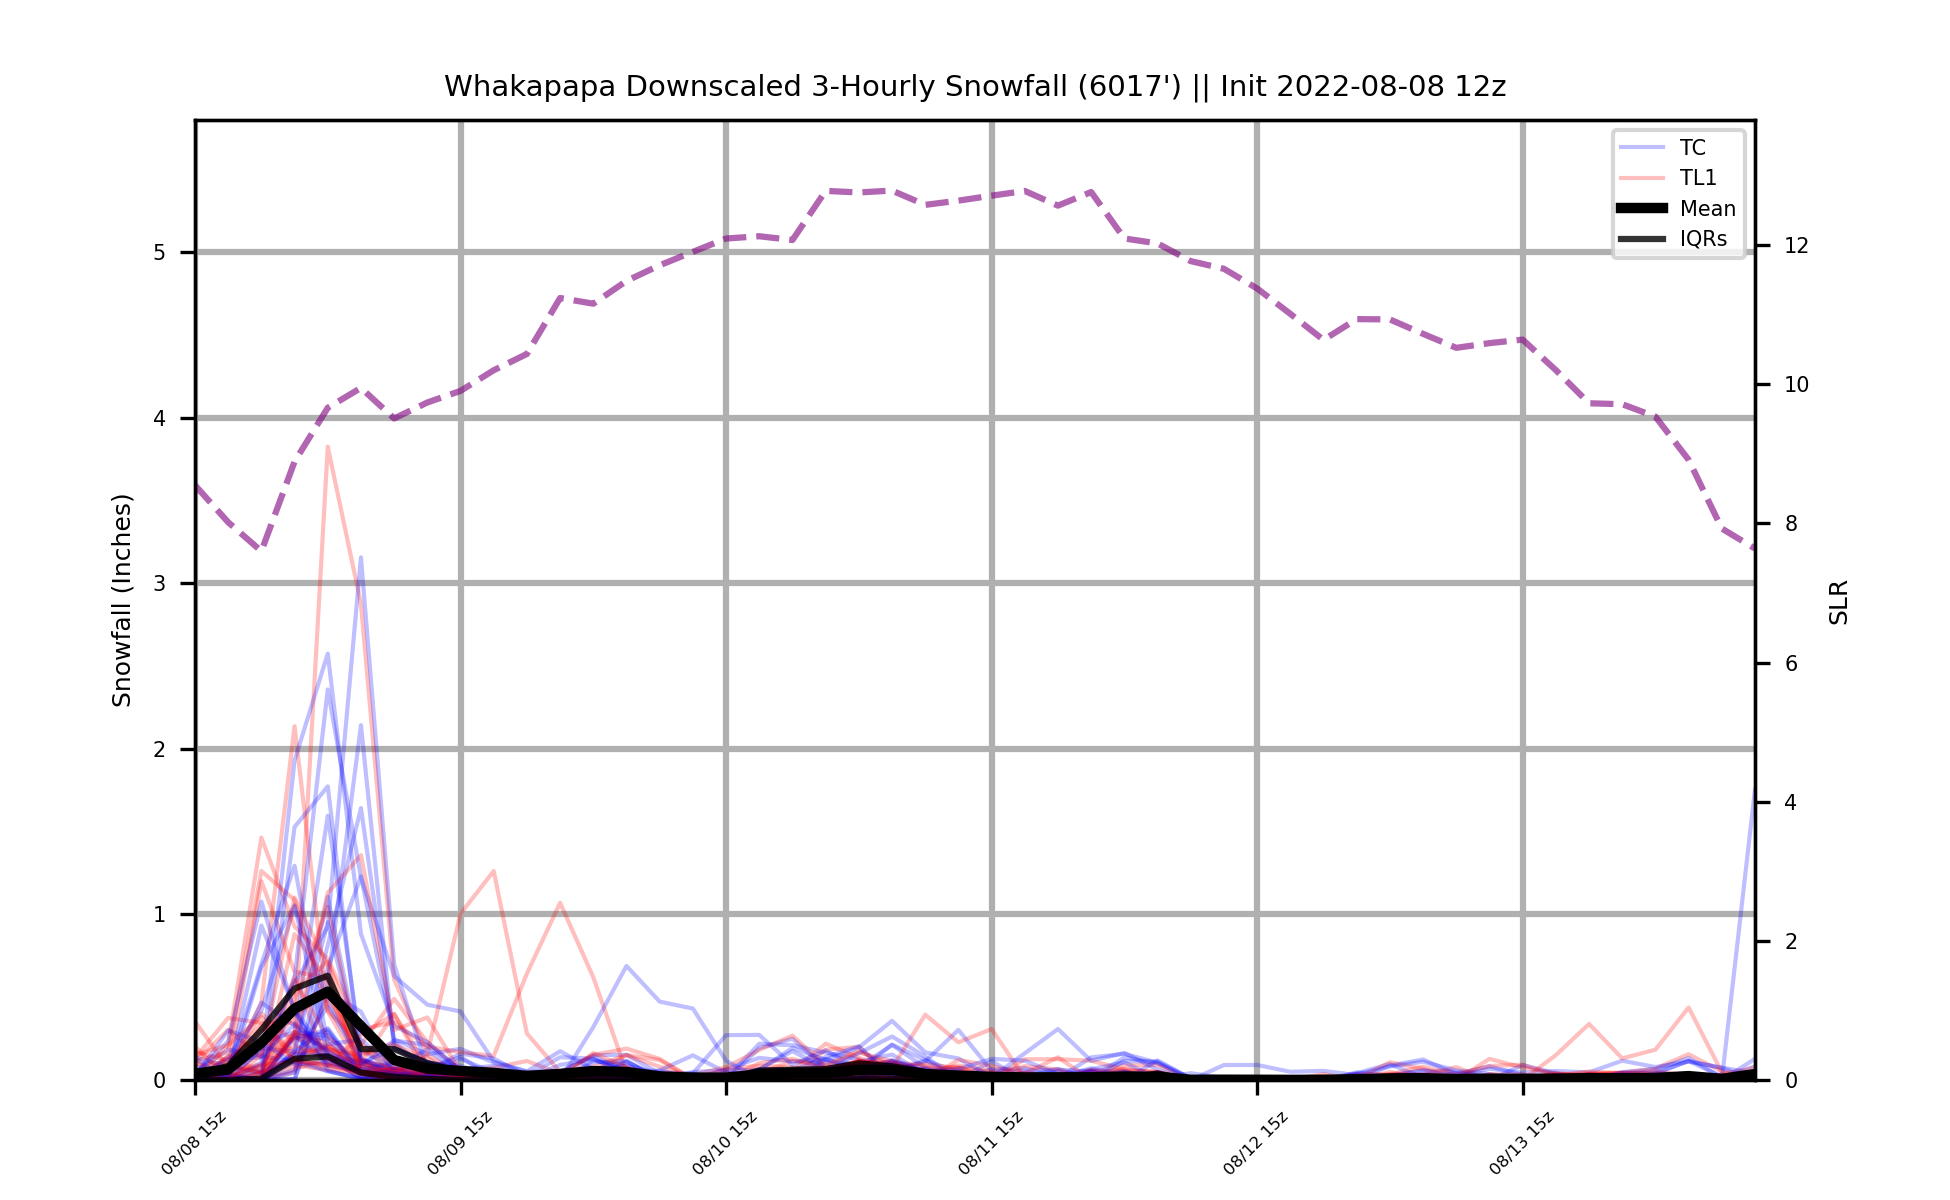 Whakapapa Downscaled 3-Hourly Snowfall (6017') || Init 2022-08-08 12z
TC
TL1
Mean
IQRs
Snowfall (Inches)
5
4
3
2
1
0
SLR
12
10
8
6
4
2
0
08/08 15z
08/09 15z
08/10 15z
08/11 15z
08/12 15z
08/13 15z